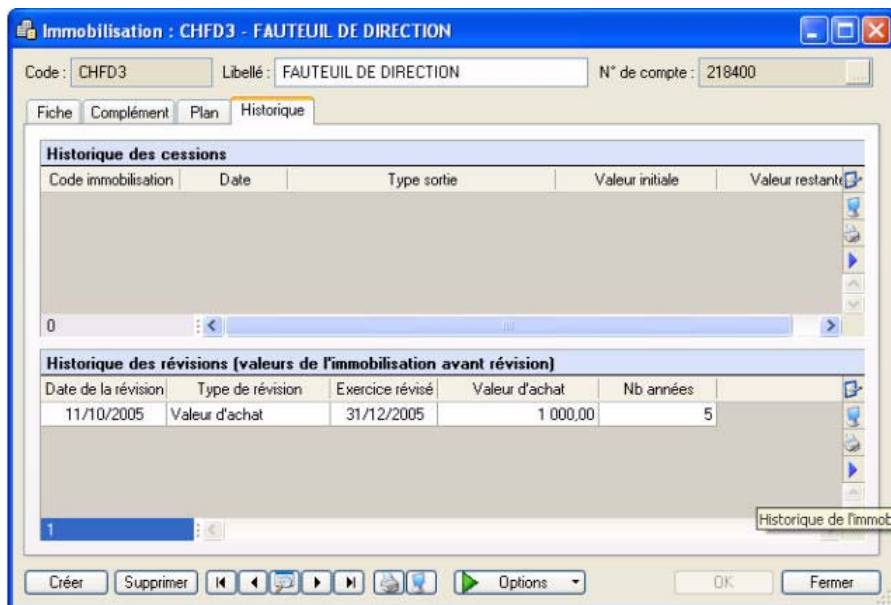 Immobilisation : CHFD3 - FAUTEUIL DE DIRECTION
Code : CHFD3 Libellé : FAUTEUIL DE DIRECTION N° de compte : 218400 ...
Fiche Complément Plan Historique
Historique des cessions
Code immobilisation Date Type sortie Valeur initiale Valeur restante
0
Historique des révisions (valeurs de l'immobilisation avant révision)
Date de la révision Type de révision Exercice révisé Valeur d'achat Nb années
11/10/2005 Valeur d'achat 31/12/2005 1 000,00 5
Historique de l'immob
1
Créer Supprimer Options OK Fermer